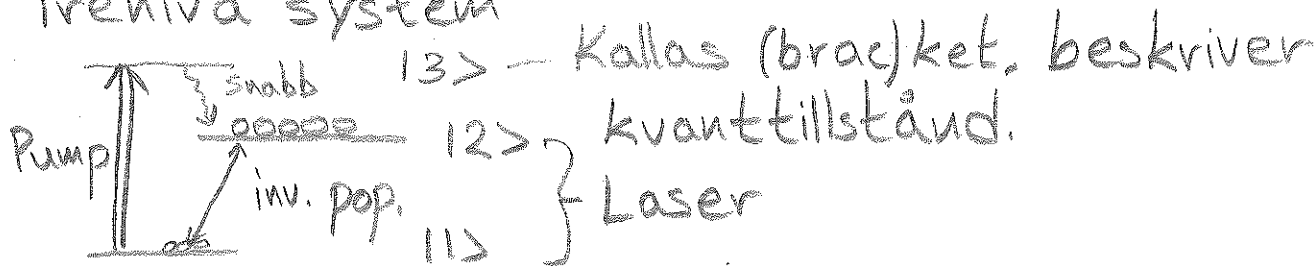 Trenivå system
|3> — Kallas (brac)ket, beskriver
snabb
kvanttillstånd.
Pump
|2>
inv. pop.
Laser
|1>